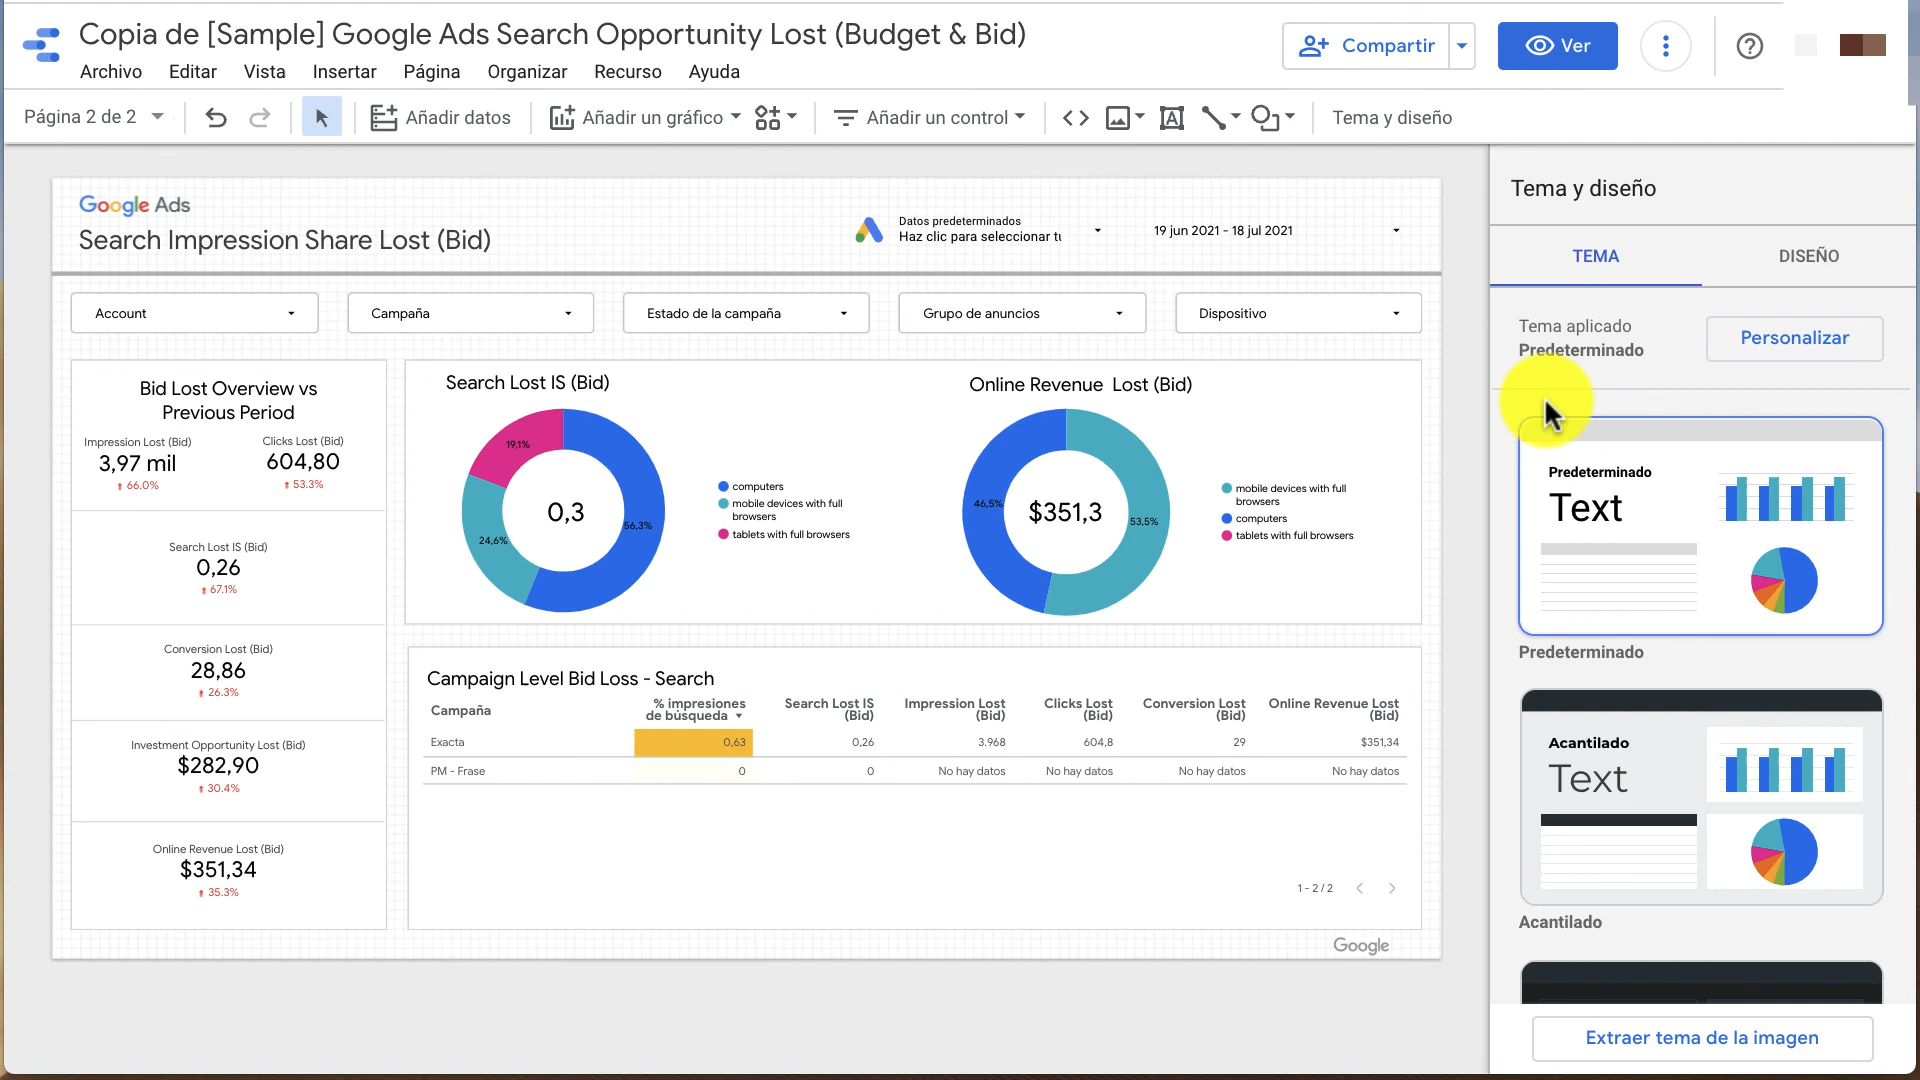 Copia de [Sample] Google Ads Search Opportunity Lost (Budget & Bid)
Compartir
Ver
Archivo Editar Vista Insertar Página Organizar Recurso Ayuda
Página 2 de 2
Añadir datos
Añadir un gráfico
Añadir un control
Tema y diseño
Google Ads
Search Impression Share Lost (Bid)
Datos predeterminados
Haz clic para seleccionar tu
19 jun 2021 - 18 jul 2021
Account
Campaña
Estado de la campaña
Grupo de anuncios
Dispositivo
Bid Lost Overview vs
Previous Period
Impression Lost (Bid)
3,97 mil
66.0%
Clicks Lost (Bid)
604,80
53.3%
Search Lost IS (Bid)
0,26
67.1%
Conversion Lost (Bid)
28,86
26.3%
Investment Opportunity Lost (Bid)
$282,90
30.4%
Online Revenue Lost (Bid)
$351,34
35.3%
Search Lost IS (Bid)
19,1%
0,3
56,3%
24,6%
computers
mobile devices with full
browsers
tablets with full browsers
Online Revenue Lost (Bid)
46,5%
$351,3
53,5%
mobile devices with full
browsers
computers
tablets with full browsers
Campaign Level Bid Loss - Search
Campaña
% impresiones
de búsqueda
Search Lost IS
(Bid)
Impression Lost
(Bid)
Clicks Lost
(Bid)
Conversion Lost
(Bid)
Online Revenue Lost
(Bid)
Exacta 0,63 0,26 3.968 604,8 29 $351,34
PM - Frase 0 0 No hay datos No hay datos No hay datos No hay datos
1 - 2 / 2
Google
Tema y diseño
TEMA
DISEÑO
Tema aplicado
Predeterminado
Personalizar
Predeterminado
Text
Predeterminado
Acantilado
Text
Acantilado
Extraer tema de la imagen